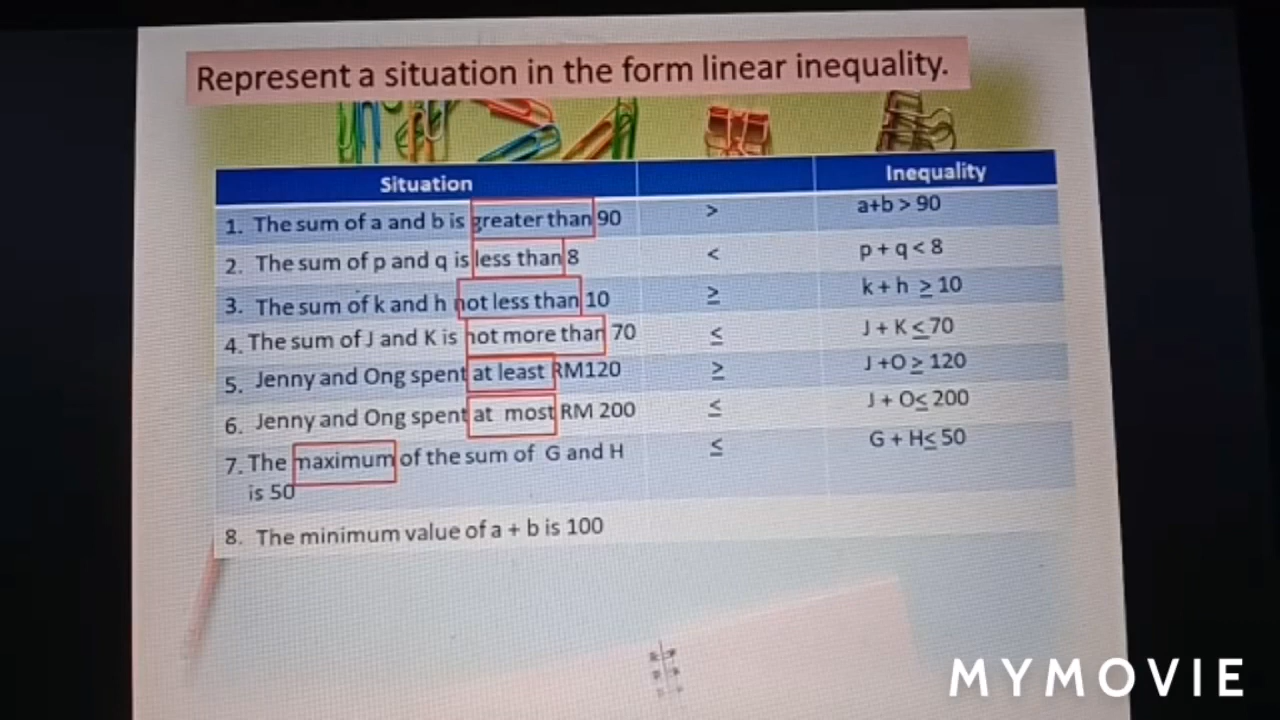 Represent a situation in the form linear inequality.
Situation Inequality
1. The sum of a and b is greater than 90 > a+b > 90
2. The sum of p and q is less than 8 < p + q < 8
3. The sum of k and h not less than 10 ≥ k + h ≥ 10
4. The sum of J and K is not more than 70 ≤ J + K ≤ 70
5. Jenny and Ong spent at least RM120 ≥ J +O ≥ 120
6. Jenny and Ong spent at most RM 200 ≤ J + O≤ 200
7. The maximum of the sum of G and H ≤ G + H≤ 50
is 50
8. The minimum value of a + b is 100
MYMOVIE